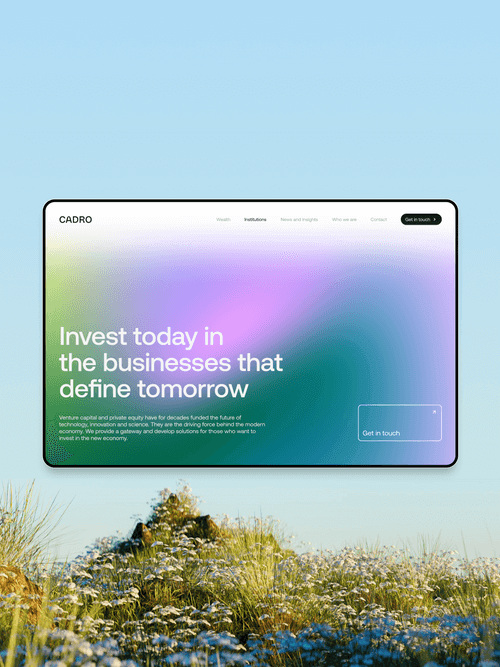 CADRO
Wealth Institutions News and Insights Who we are Contact Get in touch
Invest today in
the businesses that
define tomorrow
Venture capital and private equity have for decades funded the future of
technology, innovation and science. They are the driving force behind the modern
economy. We provide a gateway and develop solutions for those who want to
invest in the new economy.
Get in touch